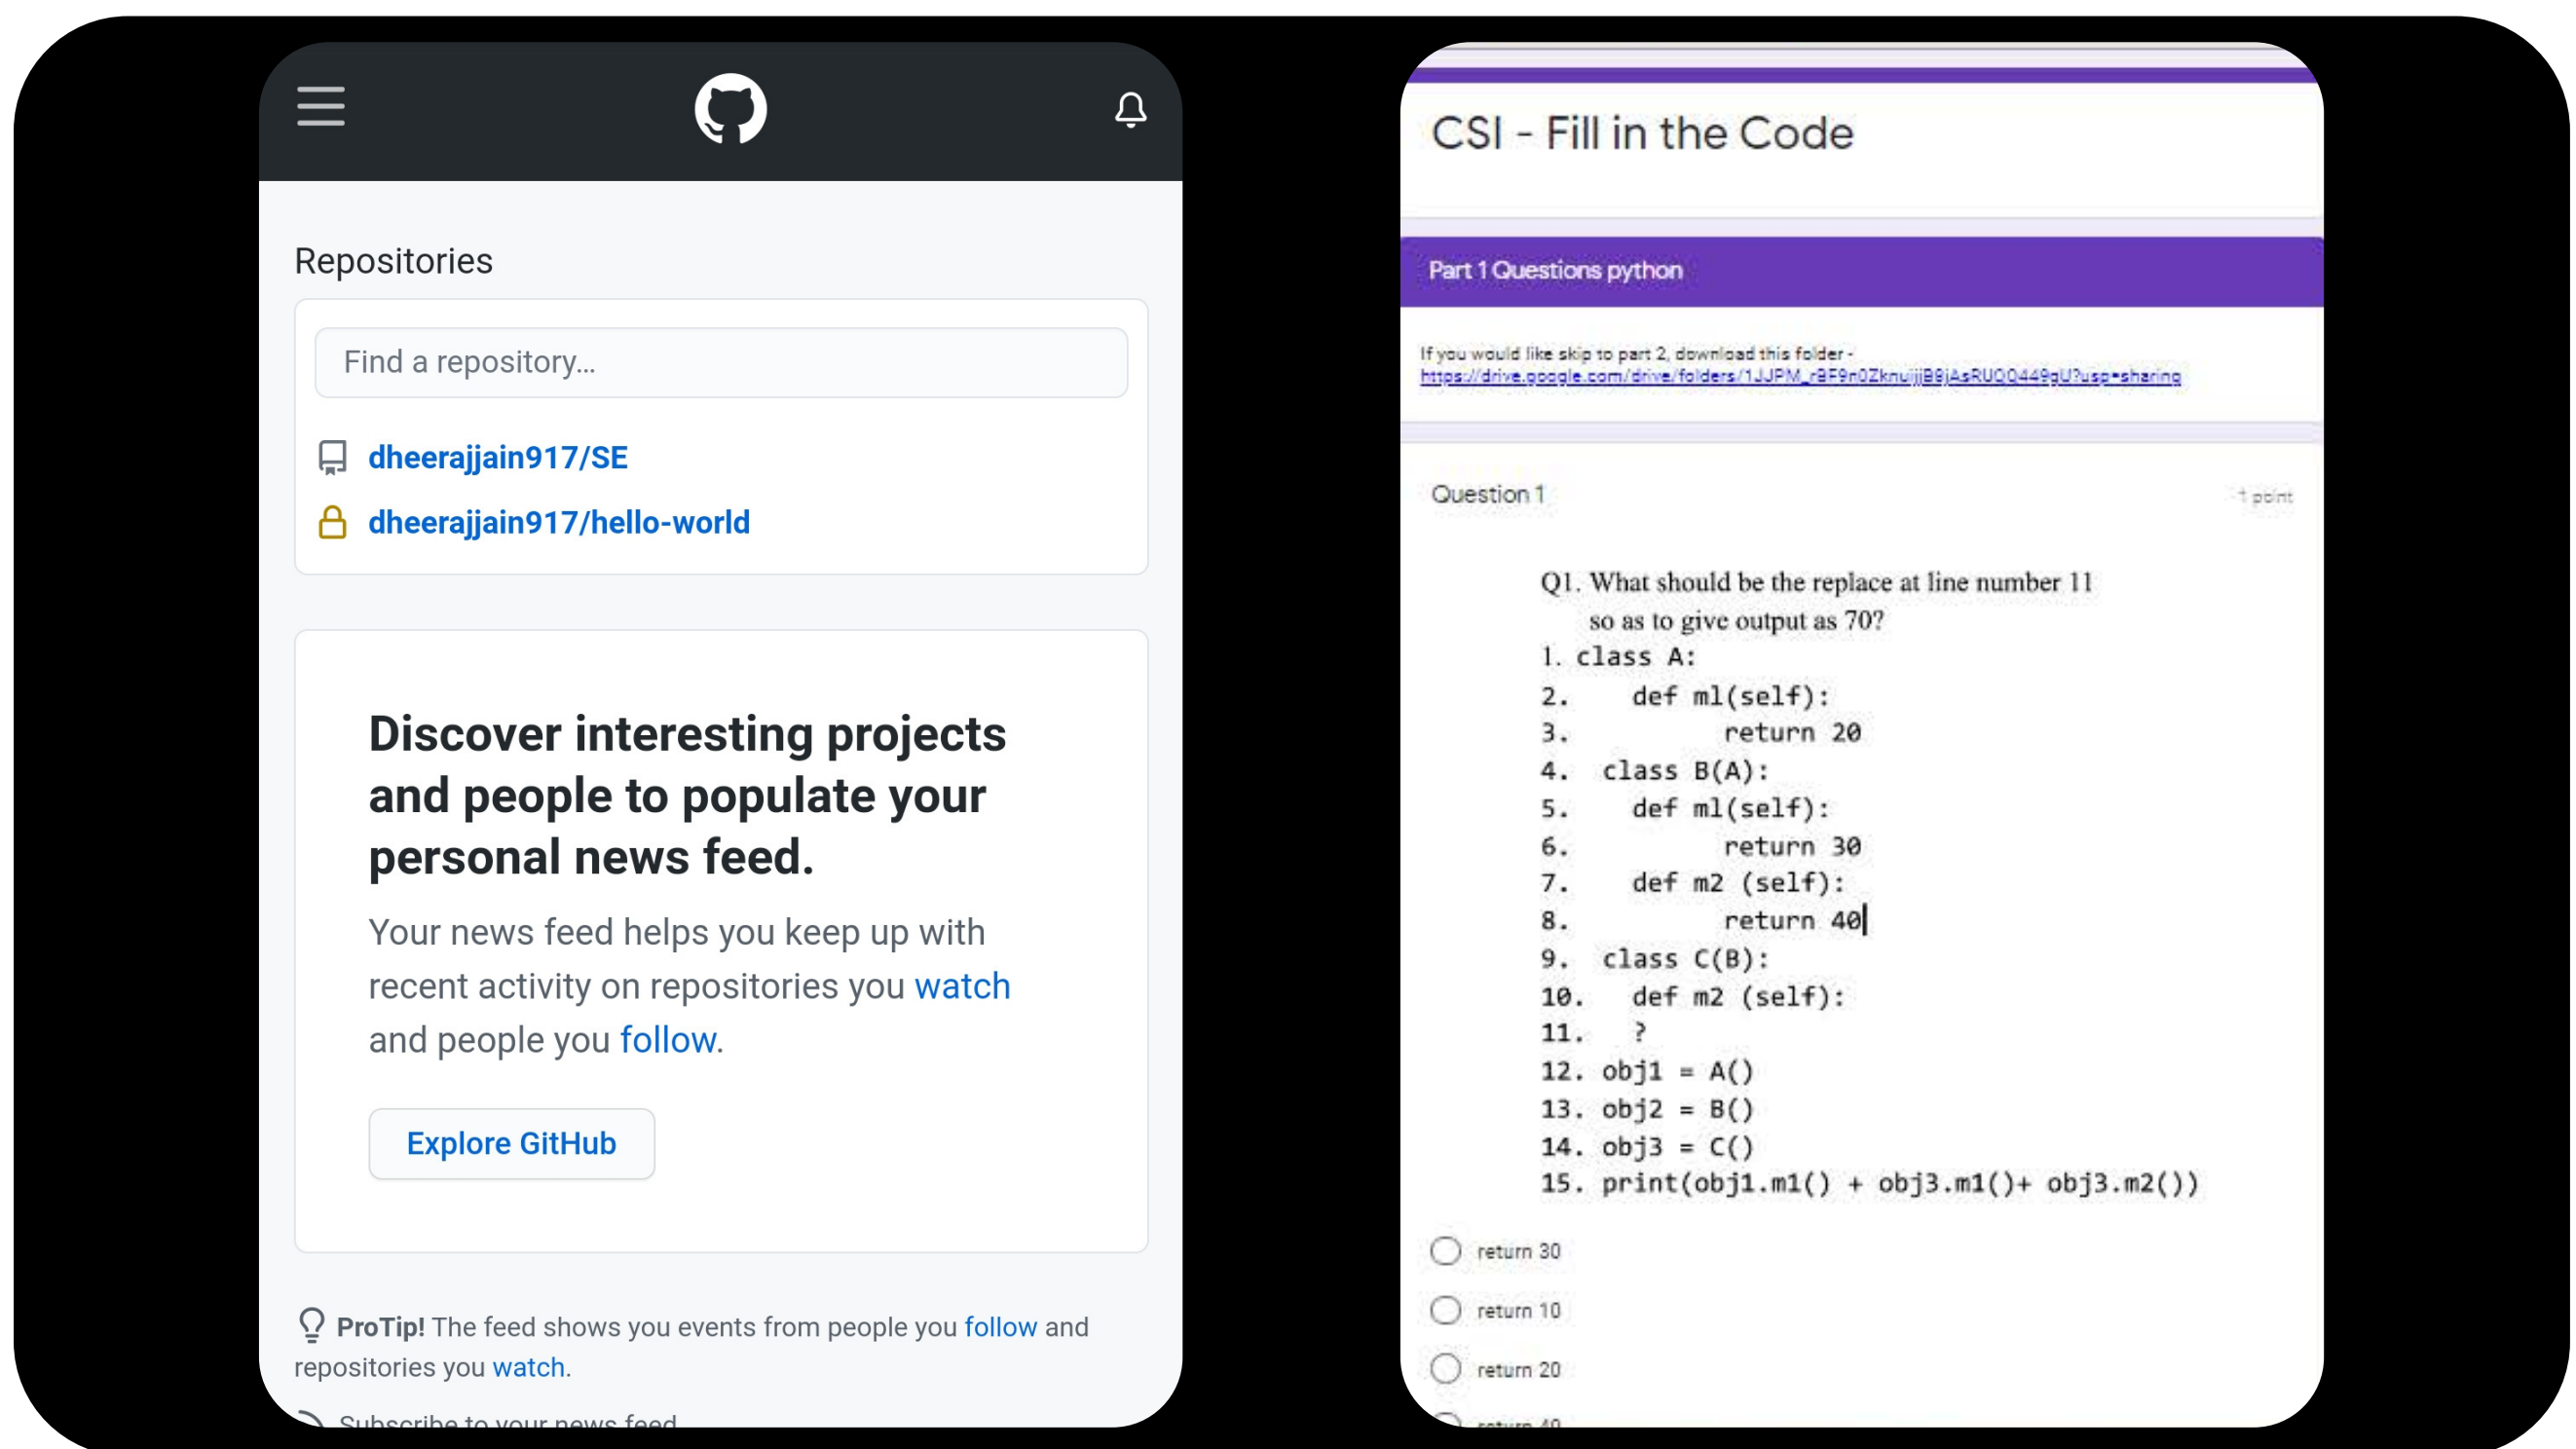 Repositories
Find a repository...
dheerajjain917/SE
dheerajjain917/hello-world
Discover interesting projects
and people to populate your
personal news feed.
Your news feed helps you keep up with
recent activity on repositories you watch
and people you follow.
Explore GitHub
ProTip! The feed shows you events from people you follow and
repositories you watch.
Subscribe to your news feed
CSI - Fill in the Code
Part 1 Questions python
If you would like skip to part 2, download this folder -
Question 1
1 point
Q1. What should be the replace at line number 11
so as to give output as 70?
1. class A:
2. def m1(self):
3. return 20
4. class B(A):
5. def m1(self):
6. return 30
7. def m2 (self):
8. return 40
9. class C(B):
10. def m2 (self):
11. ?
12. obj1 = A()
13. obj2 = B()
14. obj3 = C()
15. print(obj1.m1() + obj3.m1()+ obj3.m2())
return 30
return 10
return 20
return 40